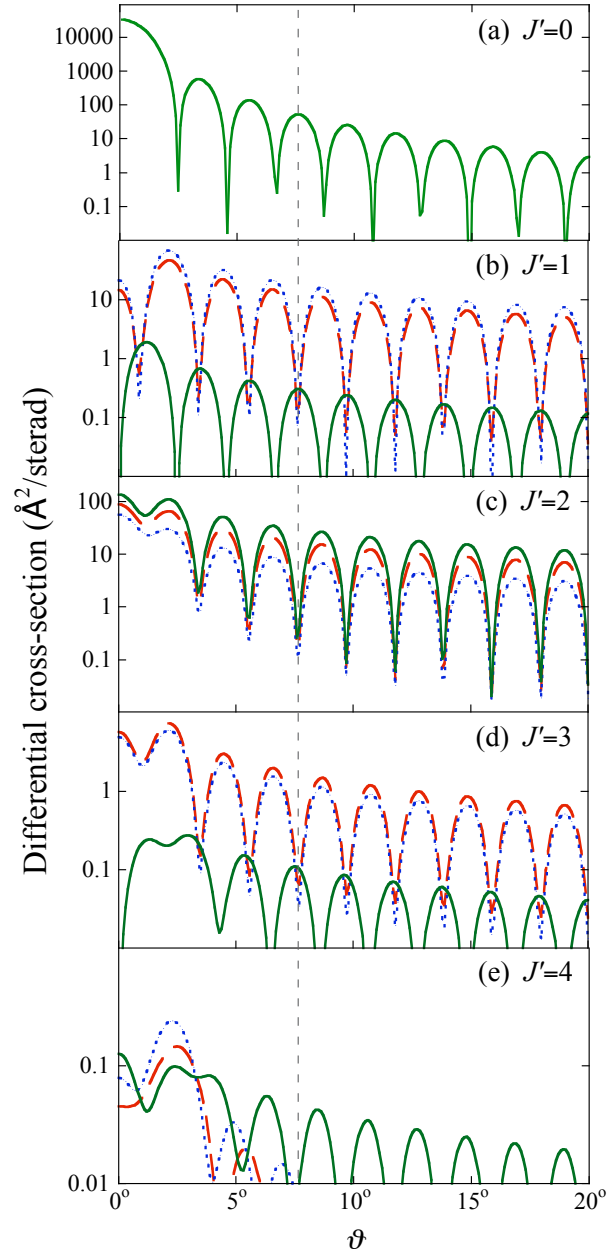 (a) J′=0
10000
1000
100
10
1
0.1
(b) J′=1
10
1
0.1
(c) J′=2
100
10
1
0.1
(d) J′=3
1
0.1
(e) J′=4
0.1
0.01
0° 5° 10° 15° 20°
ϑ
Differential cross-section (Å²/sterad)